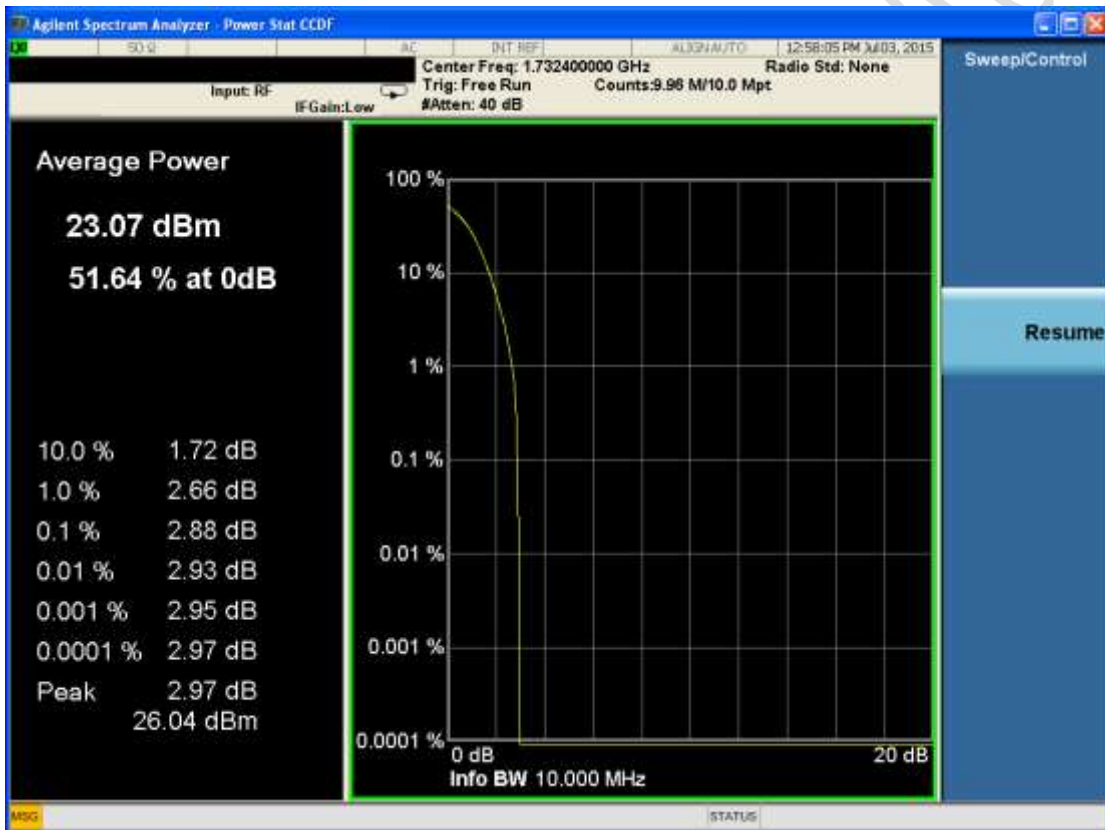 Agilent Spectrum Analyzer - Power Stat CCDF
50 Ω AC INT REF ALIGN AUTO 12:58:05 PM Jul 03, 2015
Center Freq: 1.732400000 GHz Radio Std: None
Input: RF Trig: Free Run Counts:9.96 M/10.0 Mpt
IFGain:Low #Atten: 40 dB
Sweep/Control
Resume
Average Power
23.07 dBm
51.64 % at 0dB
10.0 % 1.72 dB
1.0 % 2.66 dB
0.1 % 2.88 dB
0.01 % 2.93 dB
0.001 % 2.95 dB
0.0001 % 2.97 dB
Peak 2.97 dB
26.04 dBm
100 %
10 %
1 %
0.1 %
0.01 %
0.001 %
0.0001 %
0 dB 20 dB
Info BW 10.000 MHz
MSG STATUS